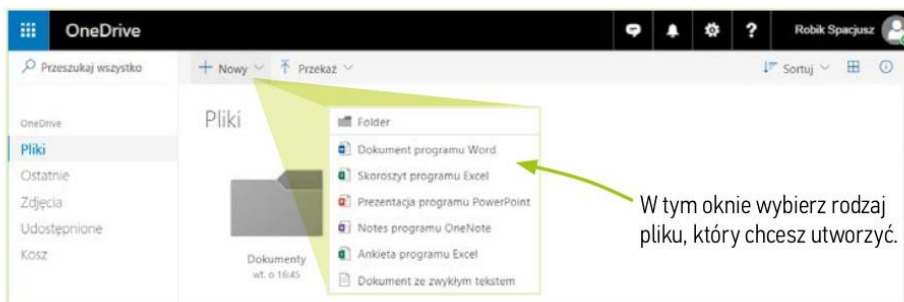 OneDrive
?
Robik Spacjusz
Przeszukaj wszystko
+ Nowy
Przekaż
Sortuj
OneDrive
Pliki
Ostatnie
Zdjęcia
Udostępnione
Kosz
Pliki
Dokumenty
wt. o 16:45
Folder
Dokument programu Word
Skoroszyt programu Excel
Prezentacja programu PowerPoint
Notes programu OneNote
Ankieta programu Excel
Dokument ze zwykłym tekstem
W tym oknie wybierz rodzaj
pliku, który chcesz utworzyć.